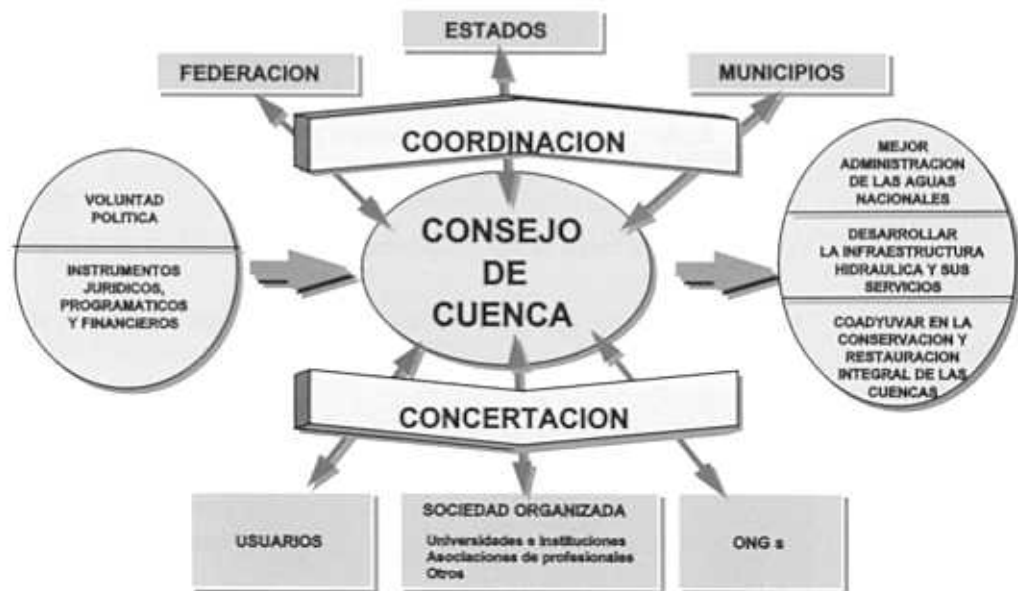 ESTADOS
FEDERACION
MUNICIPIOS
COORDINACION
VOLUNTAD
POLITICA
INSTRUMENTOS
JURIDICOS,
PROGRAMATICOS
Y FINANCIEROS
CONSEJO
DE
CUENCA
MEJOR
ADMINISTRACION
DE LAS AGUAS
NACIONALES
DESARROLLAR
LA INFRAESTRUCTURA
HIDRAULICA Y SUS
SERVICIOS
COADYUVAR EN LA
CONSERVACION Y
RESTAURACION
INTEGRAL DE LAS
CUENCAS
CONCERTACION
USUARIOS
SOCIEDAD ORGANIZADA
Universidades e Instituciones
Asociaciones de profesionales
Otros
ONG s